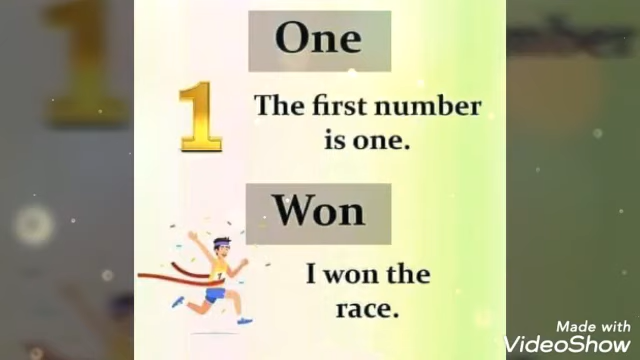 One
1
The first number
is one.
Won
I won the
race.
Made with
VideoShow